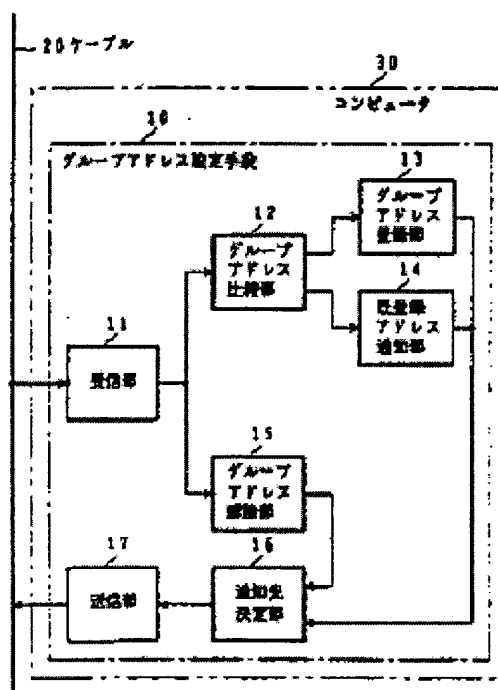 20ケーブル
30
コンピュータ
10
グループアドレス設定手段
13
グループ
アドレス
登録部
12
グループ
アドレス
比較部
14
既登録
アドレス
通知部
11
受信部
15
グループ
アドレス
17
送信部
16
通知先
決定部